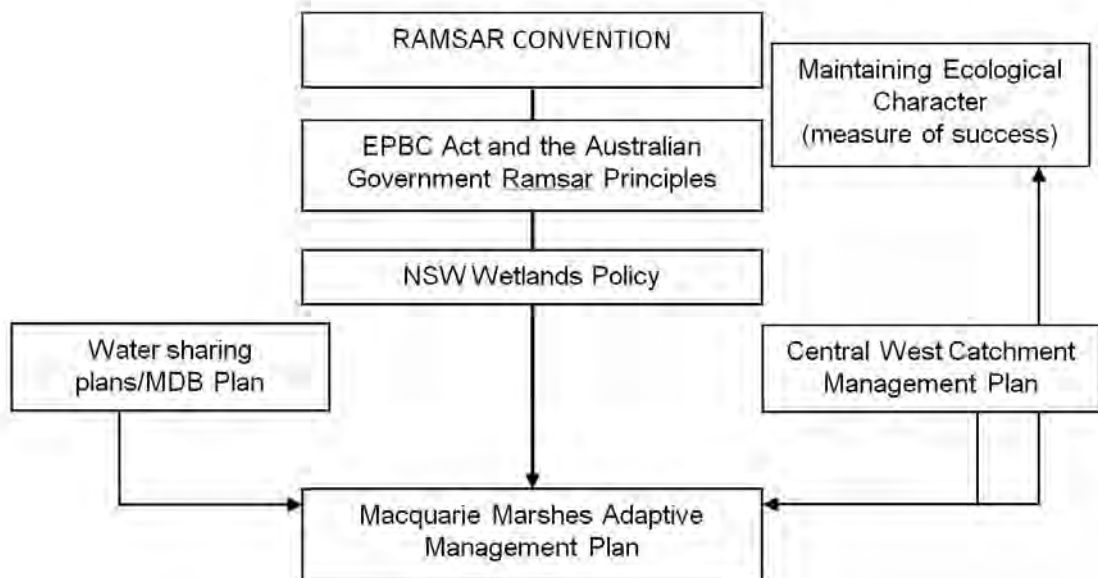 RAMSAR CONVENTION
Maintaining Ecological
Character
(measure of success)
EPBC Act and the Australian
Government Ramsar Principles
NSW Wetlands Policy
Water sharing
plans/MDB Plan
Central West Catchment
Management Plan
Macquarie Marshes Adaptive
Management Plan